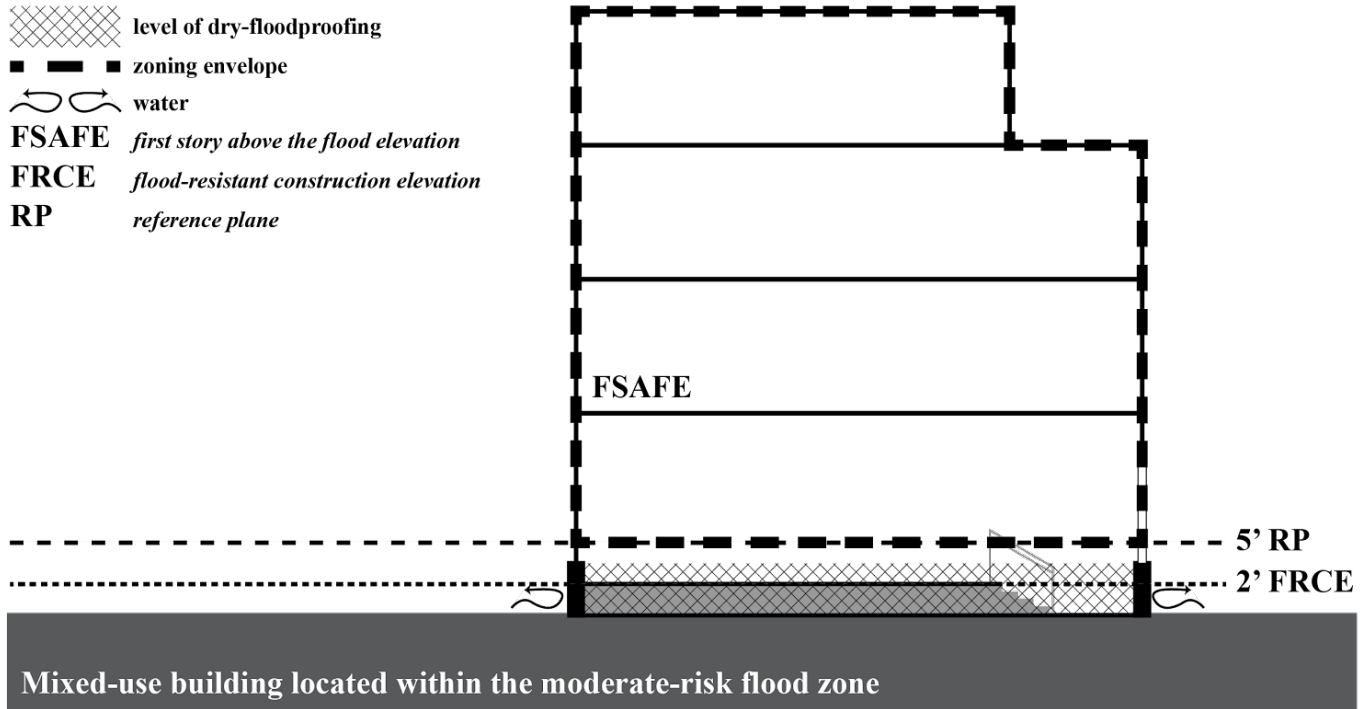 level of dry-floodproofing
zoning envelope
water
FSAFE first story above the flood elevation
FRCE flood-resistant construction elevation
RP reference plane
FSAFE
5’ RP
2’ FRCE
Mixed-use building located within the moderate-risk flood zone